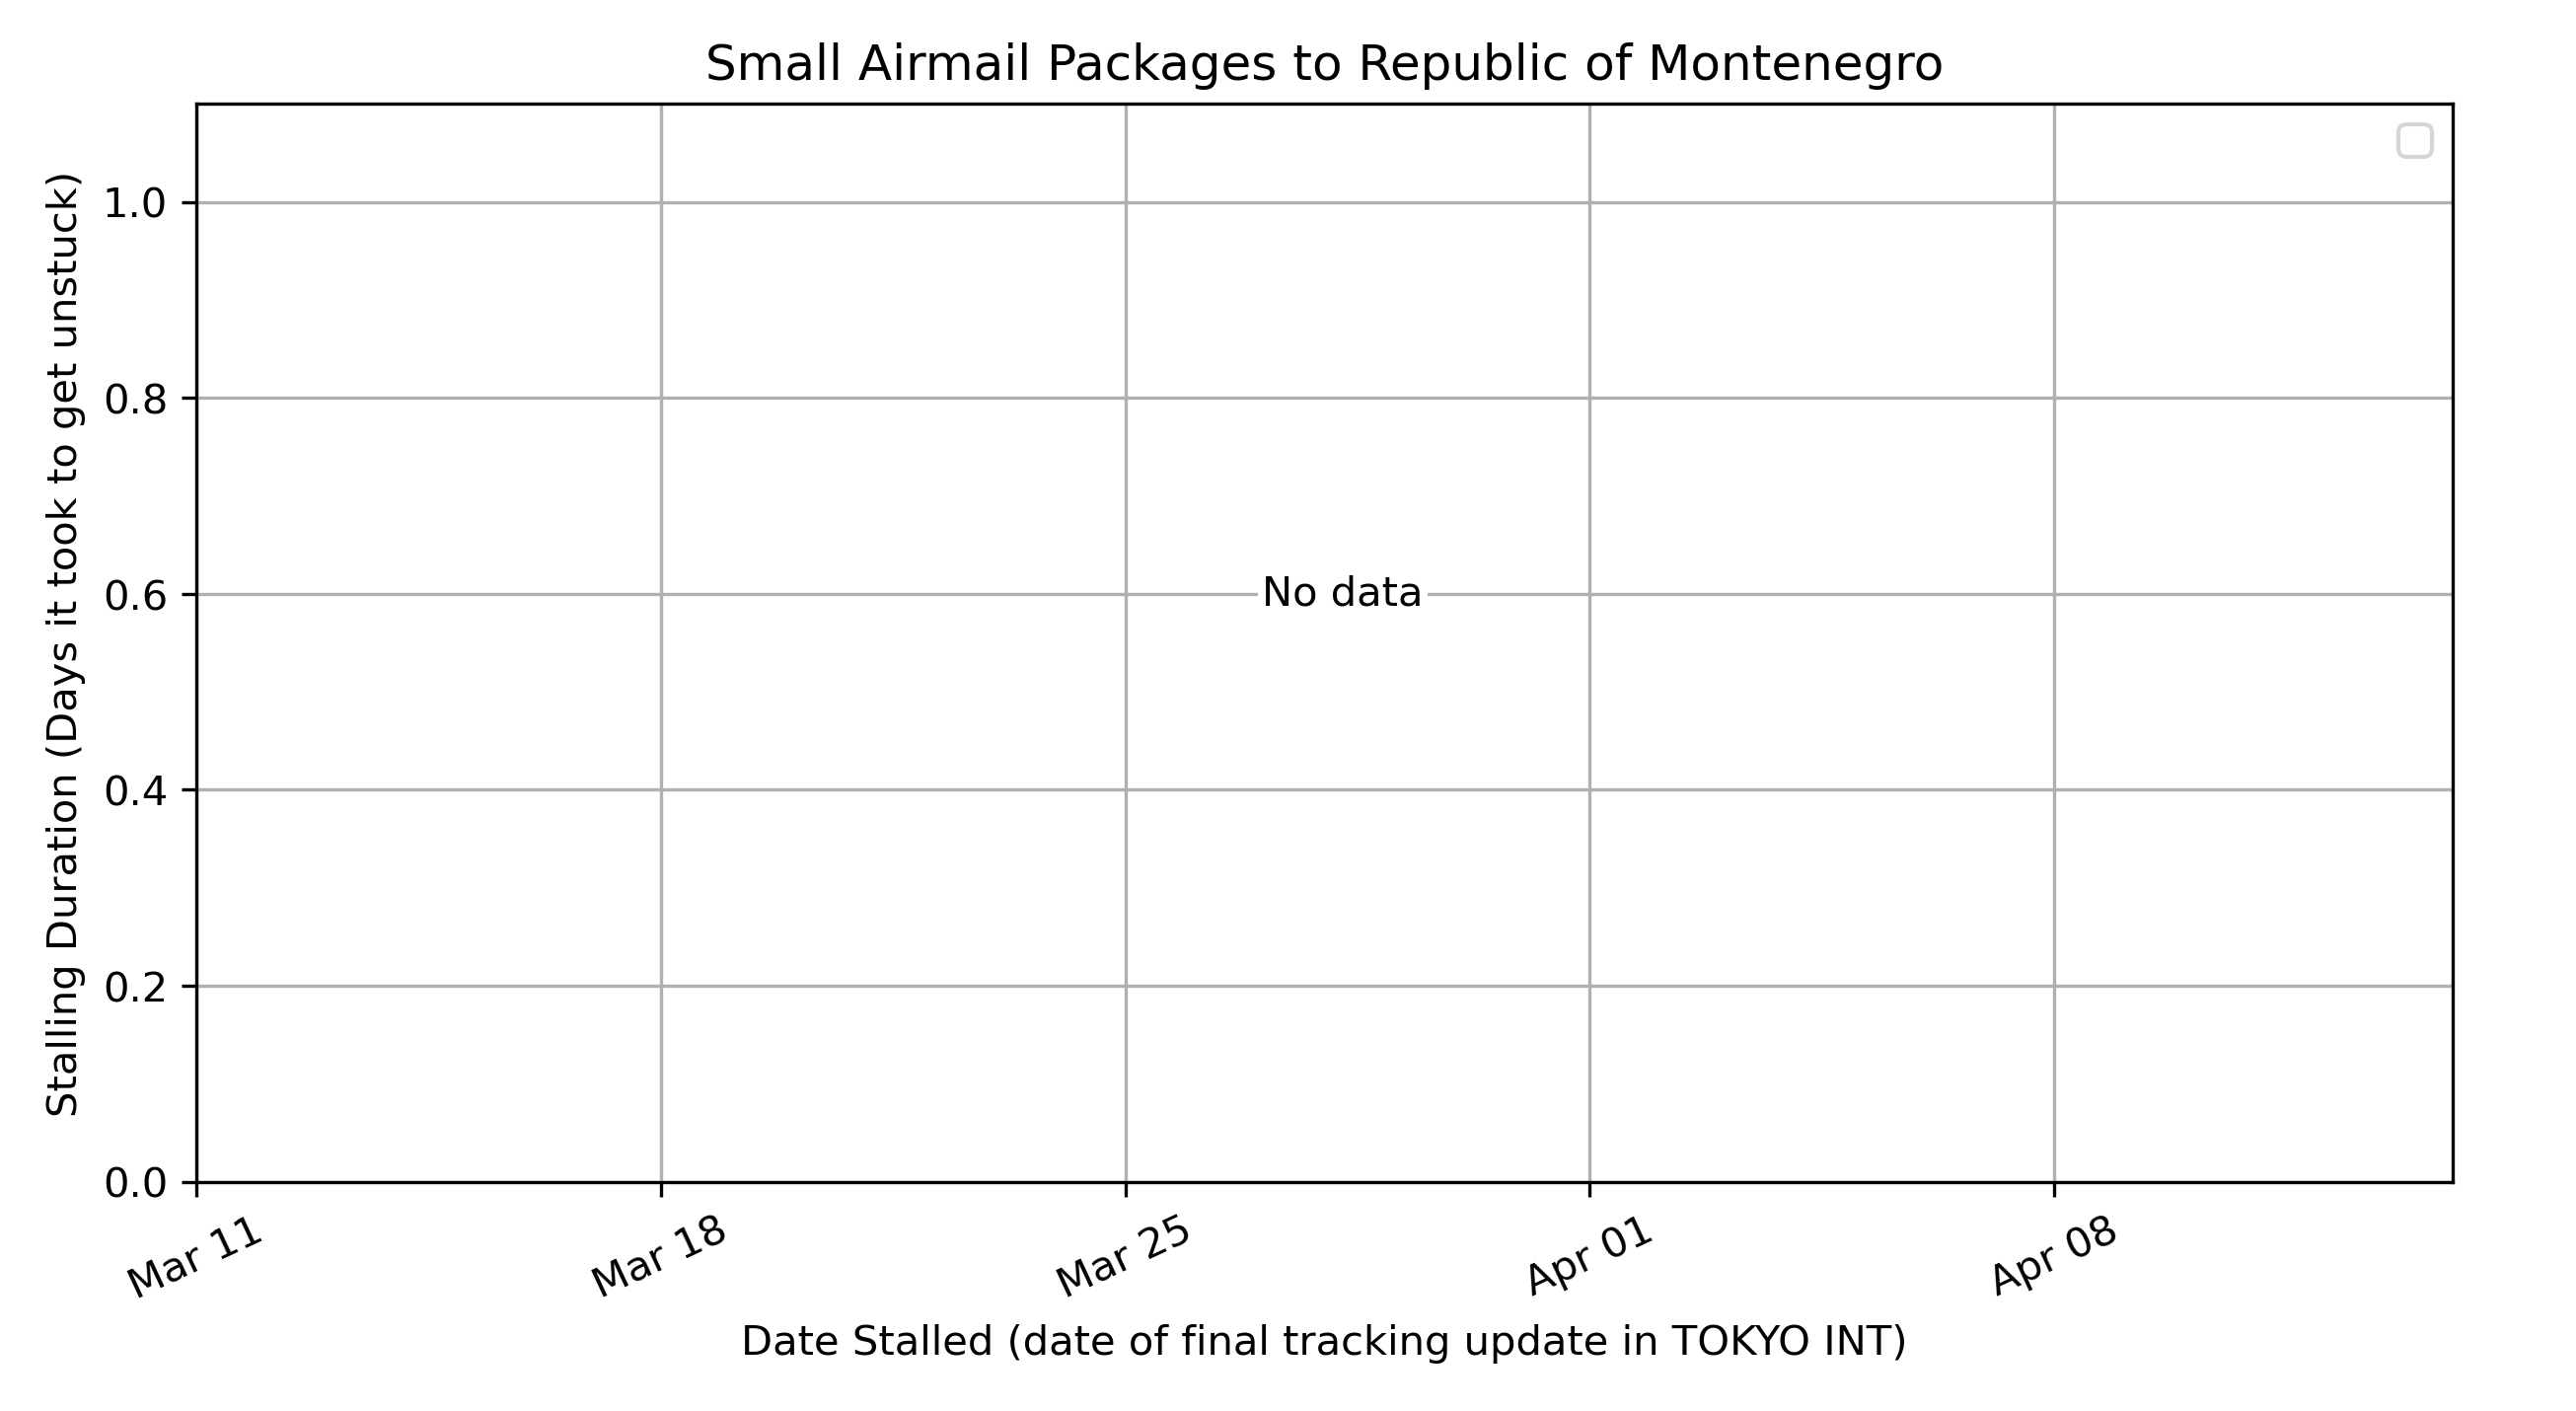 Small Airmail Packages to Republic of Montenegro
Stalling Duration (Days it took to get unstuck)
1.0
0.8
0.6
0.4
0.2
0.0
No data
Mar 11
Mar 18
Mar 25
Apr 01
Apr 08
Date Stalled (date of final tracking update in TOKYO INT)